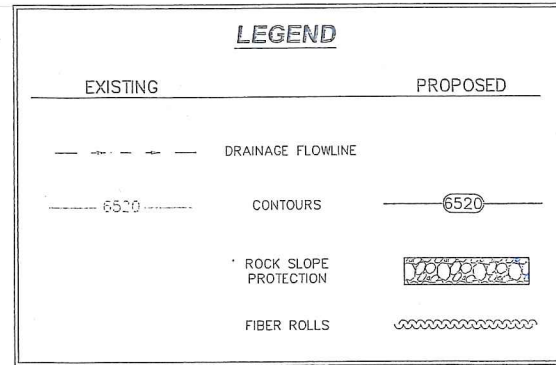 LEGEND
EXISTING PROPOSED
DRAINAGE FLOWLINE
6520 CONTOURS 6520
ROCK SLOPE
PROTECTION
FIBER ROLLS